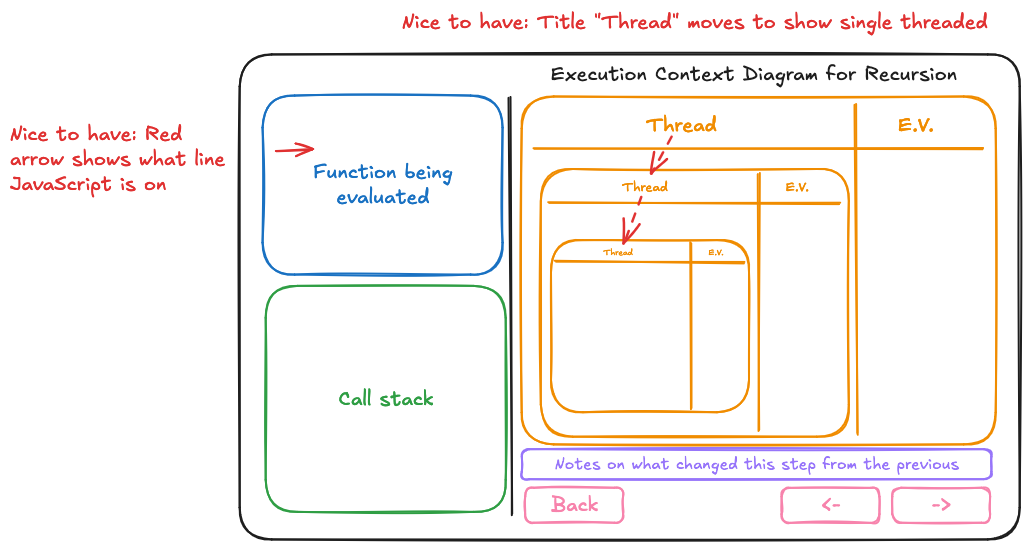 Nice to have: Title "Thread" moves to show single threaded
Execution Context Diagram for Recursion
Nice to have: Red
arrow shows what line
JavaScript is on
Function being
evaluated
Call stack
Thread
E.V.
Thread
E.V.
Thread
E.V.
Notes on what changed this step from the previous
Back
<-
->